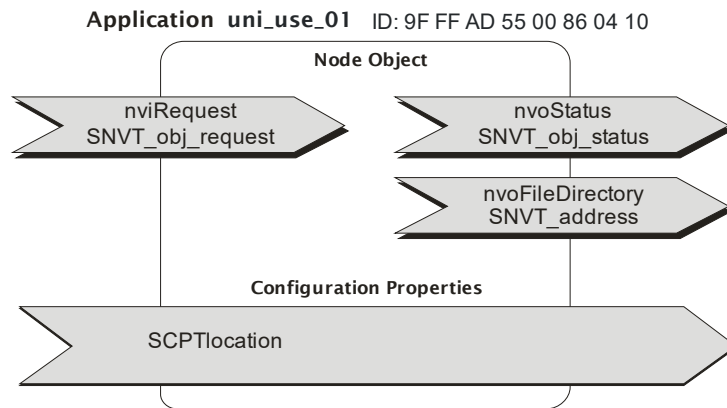 Application uni_use_01 ID: 9F FF AD 55 00 86 04 10
Node Object
nviRequest
SNVT_obj_request
nvoStatus
SNVT_obj_status
nvoFileDirectory
SNVT_address
Configuration Properties
SCPTlocation